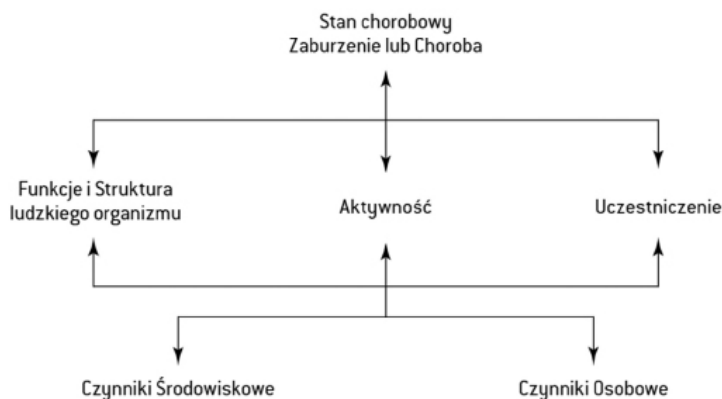 Stan chorobowy
Zaburzenie lub Choroba
Funkcje i Struktura
ludzkiego organizmu
Aktywność
Uczestniczenie
Czynniki Środowiskowe
Czynniki Osobowe